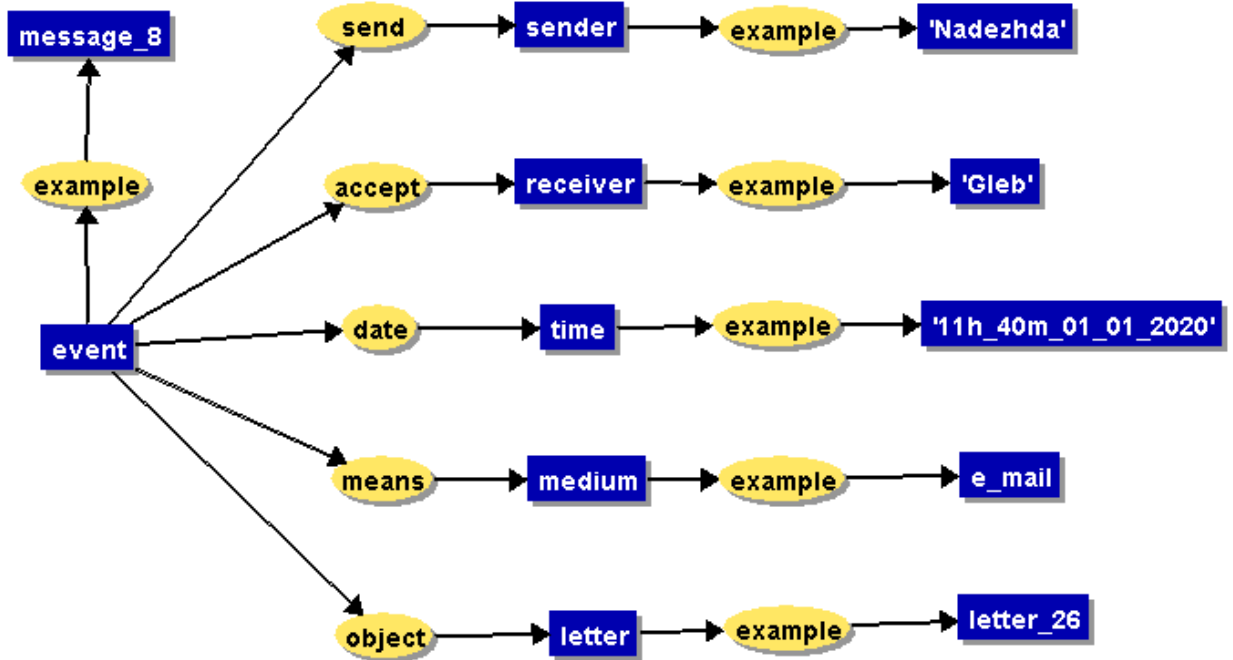 message_8
send
sender
example
'Nadezhda'
example
accept
receiver
example
'Gleb'
event
date
time
example
'11h_40m_01_01_2020'
means
medium
example
e_mail
object
letter
example
letter_26